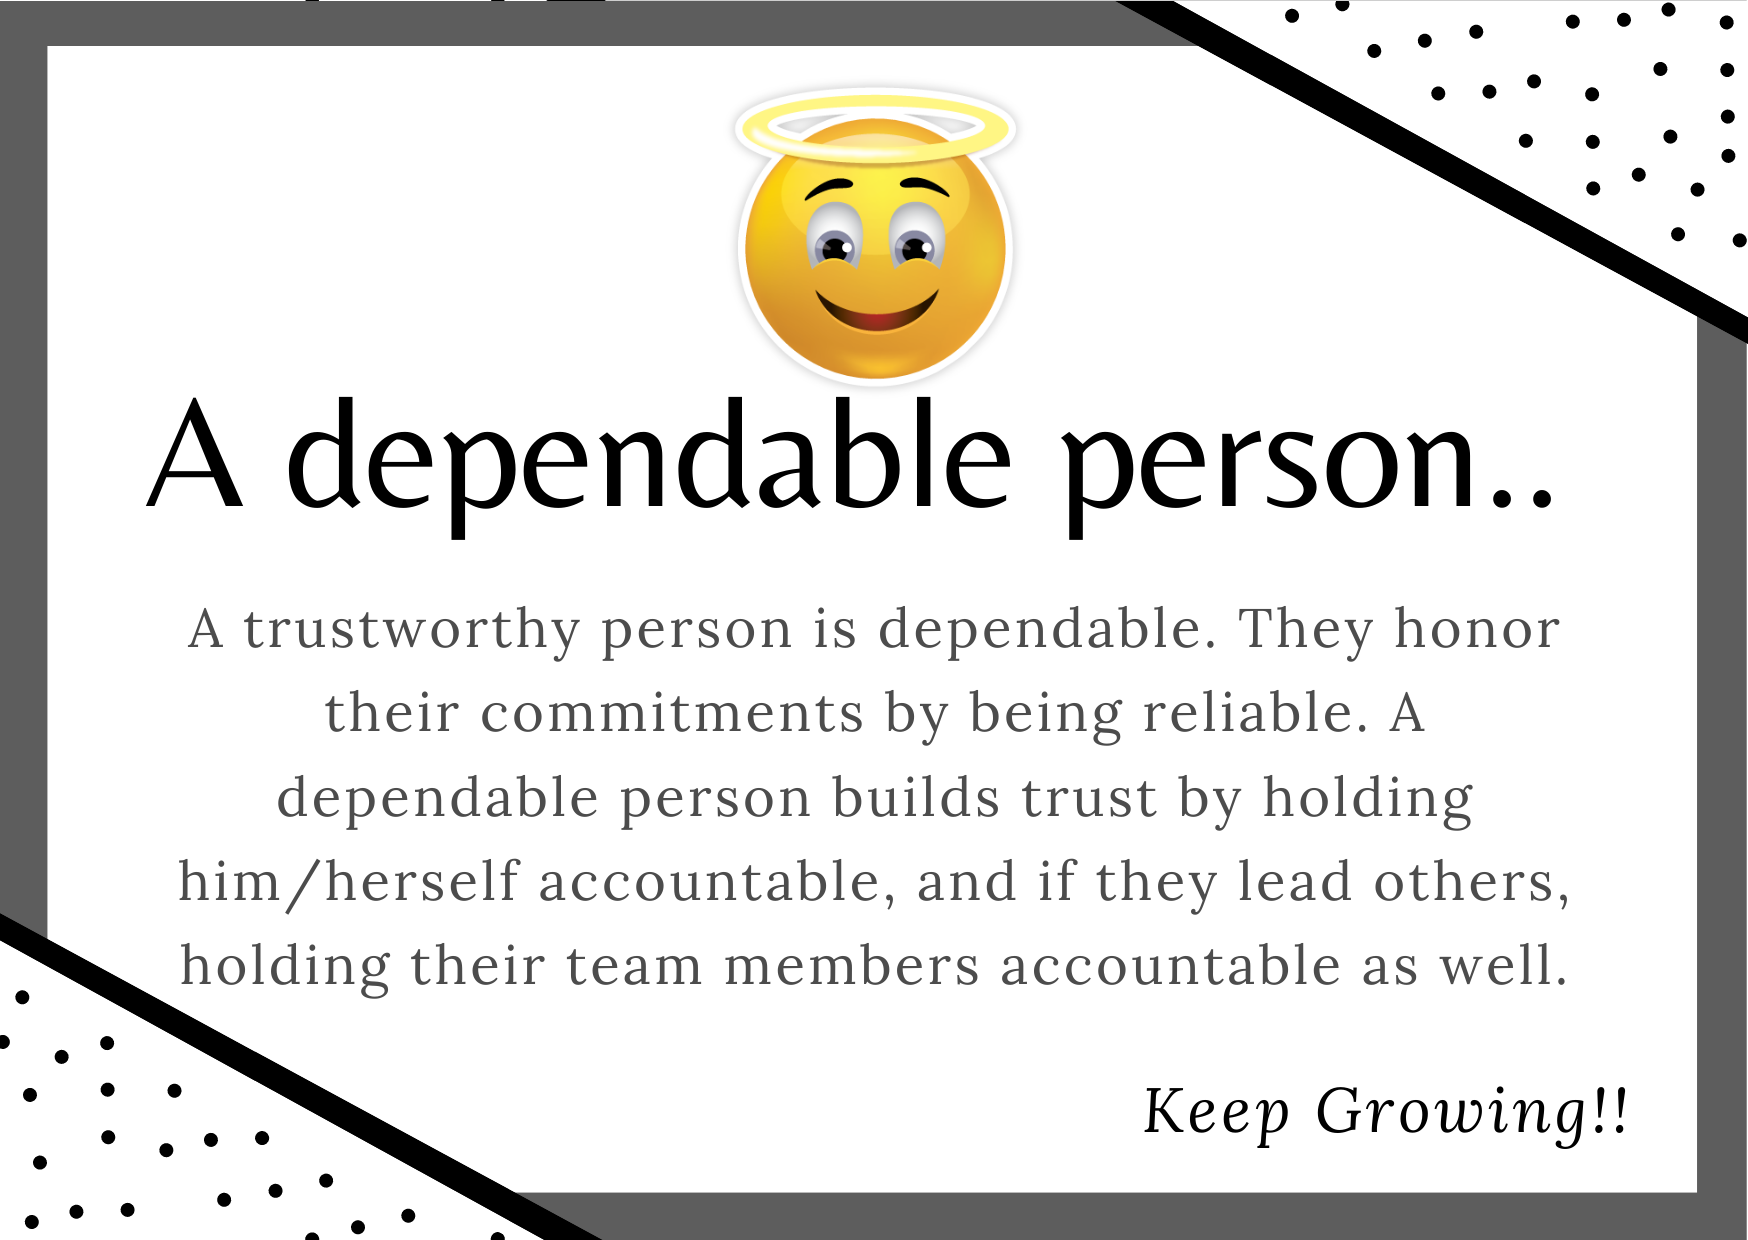 A dependable person..
A trustworthy person is dependable. They honor
their commitments by being reliable. A
dependable person builds trust by holding
him/herself accountable, and if they lead others,
holding their team members accountable as well.
Keep Growing!!